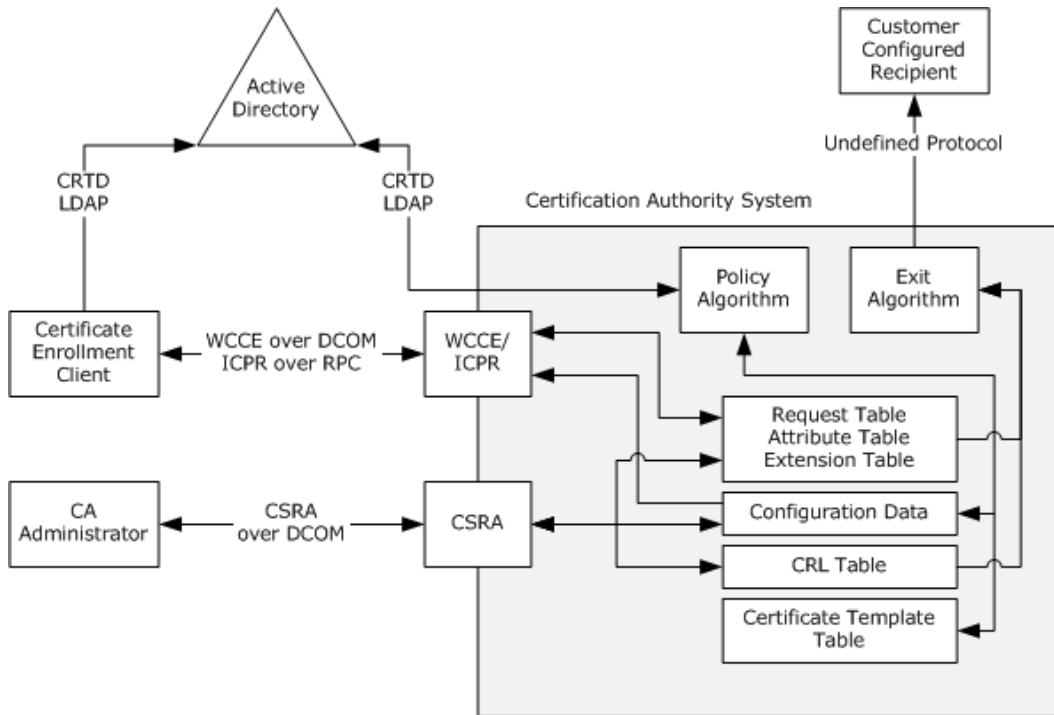 Active
Directory
Customer
Configured
Recipient
Undefined Protocol
CRTD
LDAP
CRTD
LDAP
Certification Authority System
Policy
Algorithm
Exit
Algorithm
Certificate
Enrollment
Client
WCCE over DCOM
ICPR over RPC
WCCE/
ICPR
Request Table
Attribute Table
Extension Table
CA
Administrator
CSRA
over DCOM
CSRA
Configuration Data
CRL Table
Certificate Template
Table